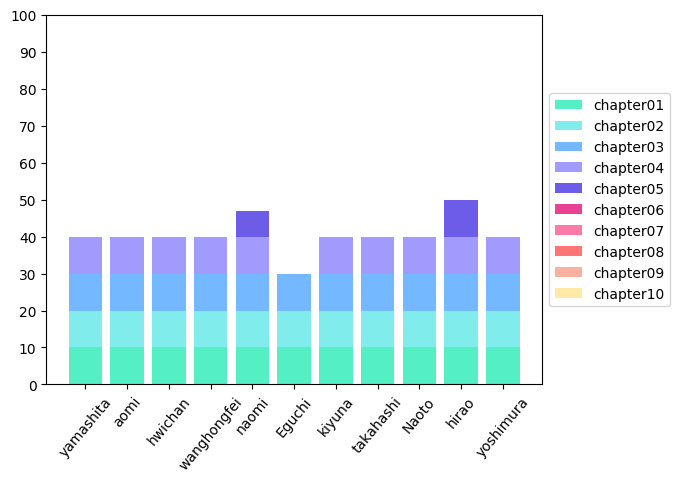 100
90
80
70
60
50
40
30
20
10
0
yamashita
aomi
hwichan
wanghongfei
naomi
Eguchi
kiyuna
takahashi
Naoto
hirao
yoshimura
chapter01
chapter02
chapter03
chapter04
chapter05
chapter06
chapter07
chapter08
chapter09
chapter10